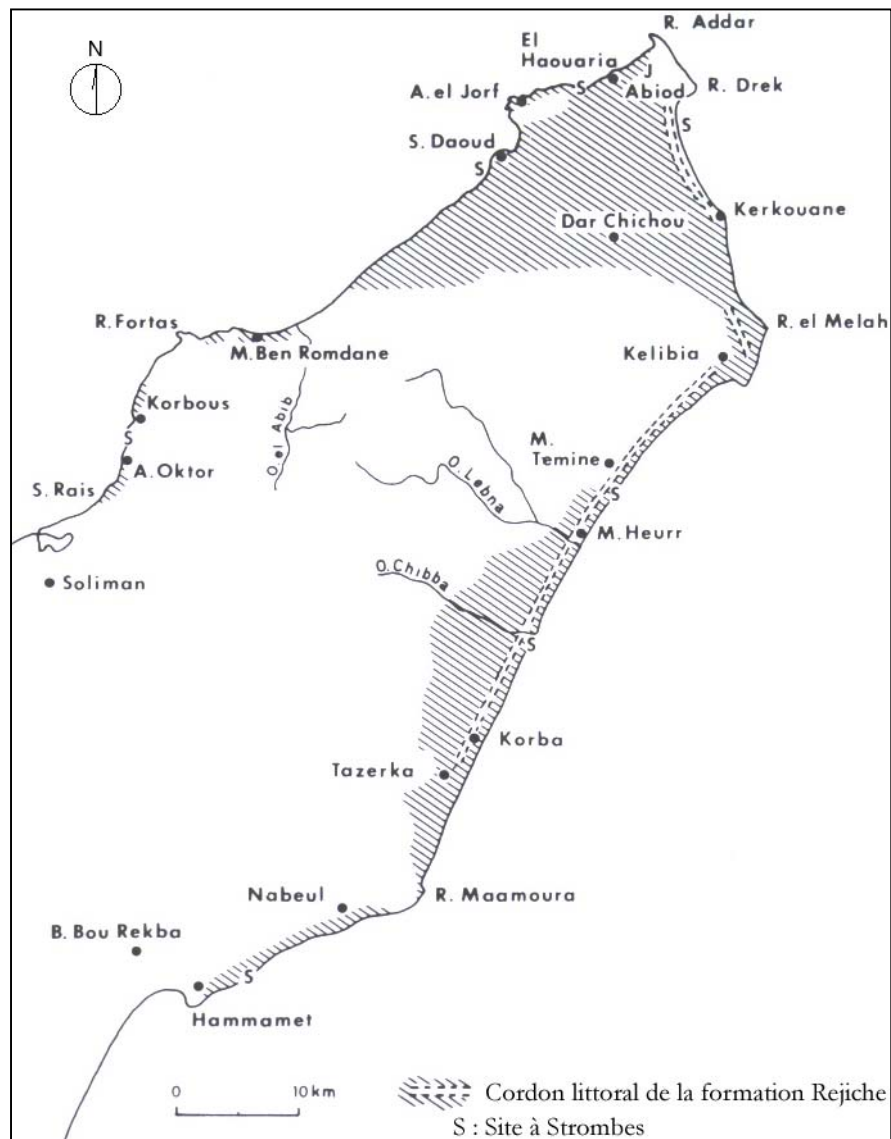 N
R. Addar
El
Haouaria
J
S
Abiod
R. Drek
A. el Jorf
S
S. Daoud
S
Kerkouane
Dar Chichou
R. Fortas
R. el Melah
M. Ben Romdane
Kelibia
Korbous
O. el Abib
S
M.
Temine
A. Oktor
O. Lebna
S. Rais
S
M. Heurr
O. Chibba
Soliman
S
Korba
Tazerka
Nabeul
R. Maamoura
B. Bou Rekba
S
Hammamet
0 10 km
Cordon littoral de la formation Rejiche
S : Site à Strombes